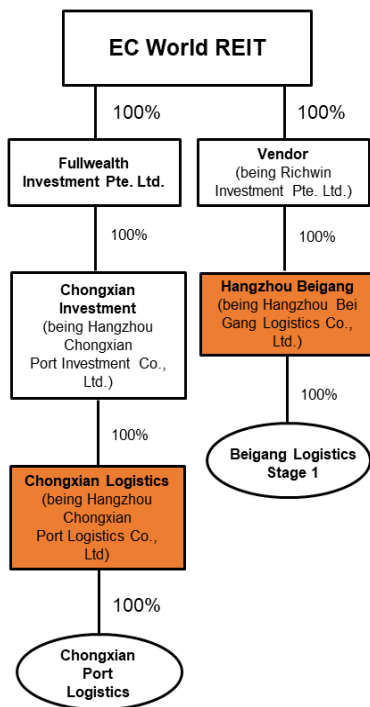 EC World REIT
100%
100%
Fullwealth
Investment Pte. Ltd.
Vendor
(being Richwin
Investment Pte. Ltd.)
100%
100%
Chongxian
Investment
(being Hangzhou
Chongxian
Port Investment Co.,
Ltd.)
Hangzhou Beigang
(being Hangzhou Bei
Gang Logistics Co.,
Ltd.)
100%
100%
Beigang Logistics
Stage 1
Chongxian Logistics
(being Hangzhou
Chongxian
Port Logistics Co.,
Ltd)
100%
Chongxian
Port
Logistics